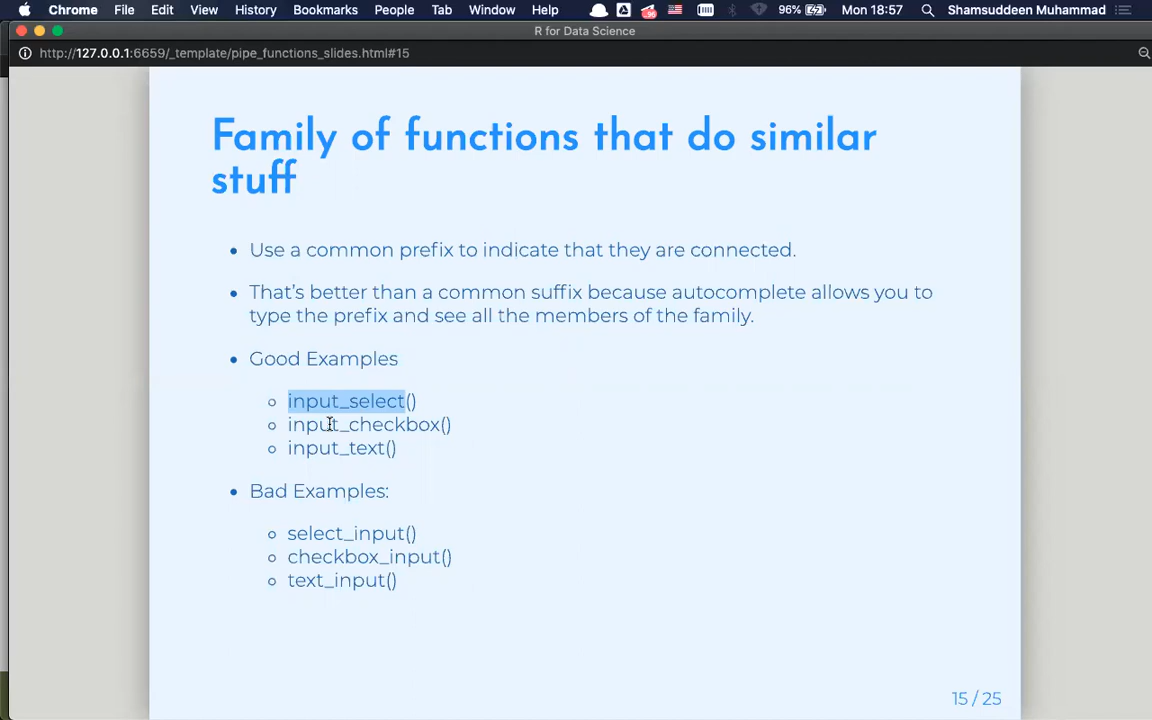 Chrome File Edit View History Bookmarks People Tab Window Help 96% Mon 18:57 Shamsuddeen Muhammad
R for Data Science
http://127.0.0.1:6659/_template/pipe_functions_slides.html#15
Family of functions that do similar
stuff
• Use a common prefix to indicate that they are connected.
• That’s better than a common suffix because autocomplete allows you to
type the prefix and see all the members of the family.
• Good Examples
○ input_select()
○ input_checkbox()
○ input_text()
• Bad Examples:
○ select_input()
○ checkbox_input()
○ text_input()
15 / 25